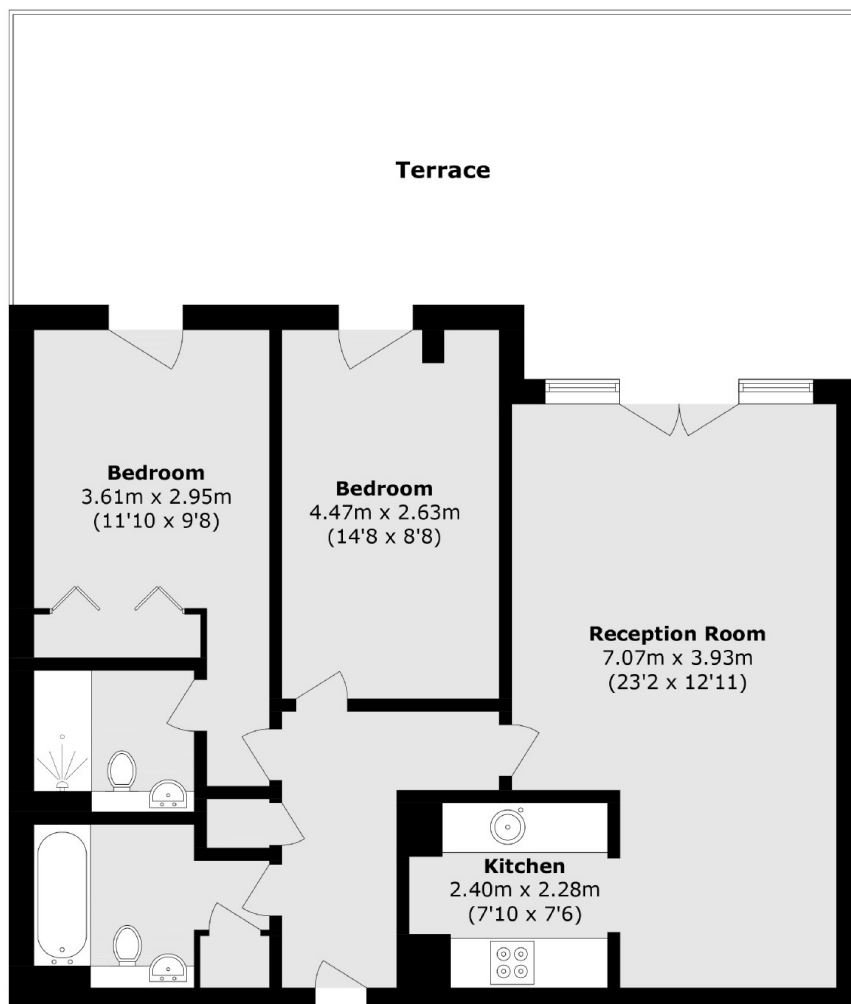 Terrace
Bedroom
3.61m x 2.95m
(11'10 x 9'8)
Bedroom
4.47m x 2.63m
(14'8 x 8'8)
Reception Room
7.07m x 3.93m
(23'2 x 12'11)
Kitchen
2.40m x 2.28m
(7'10 x 7'6)